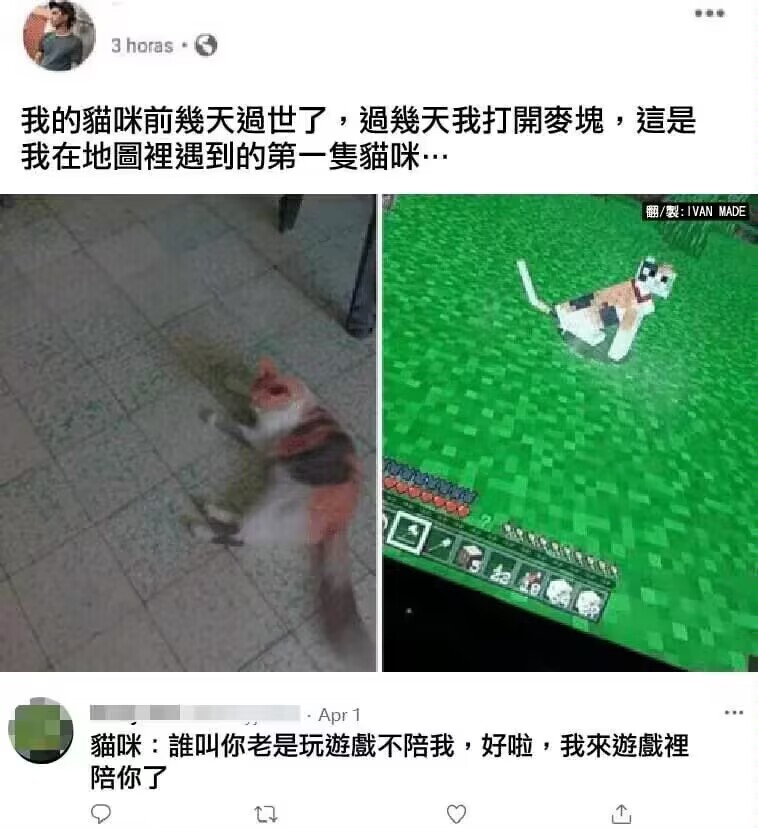 3 horas
我的貓咪前幾天過世了，過幾天我打開麥塊，這是
我在地圖裡遇到的第一隻貓咪…
翻/製:IVAN MADE
· Apr 1
貓咪：誰叫你老是玩遊戲不陪我，好啦，我來遊戲裡
陪你了